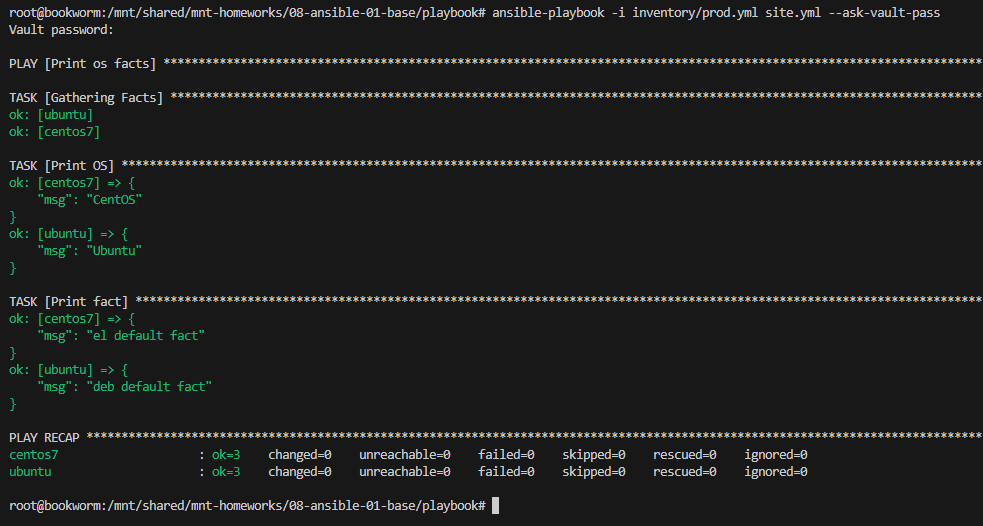 root@bookworm:/mnt/shared/mnt-homeworks/08-ansible-01-base/playbook# ansible-playbook -i inventory/prod.yml site.yml --ask-vault-pass
Vault password:
PLAY [Print os facts] ***************************************************************************************************************************
TASK [Gathering Facts] **************************************************************************************************************************
ok: [ubuntu]
ok: [centos7]
TASK [Print OS] *********************************************************************************************************************************
ok: [centos7] => {
    "msg": "CentOS"
}
ok: [ubuntu] => {
    "msg": "Ubuntu"
}
TASK [Print fact] *******************************************************************************************************************************
ok: [centos7] => {
    "msg": "el default fact"
}
ok: [ubuntu] => {
    "msg": "deb default fact"
}
PLAY RECAP **************************************************************************************************************************************
centos7                    : ok=3    changed=0    unreachable=0    failed=0    skipped=0    rescued=0    ignored=0
ubuntu                     : ok=3    changed=0    unreachable=0    failed=0    skipped=0    rescued=0    ignored=0
root@bookworm:/mnt/shared/mnt-homeworks/08-ansible-01-base/playbook#